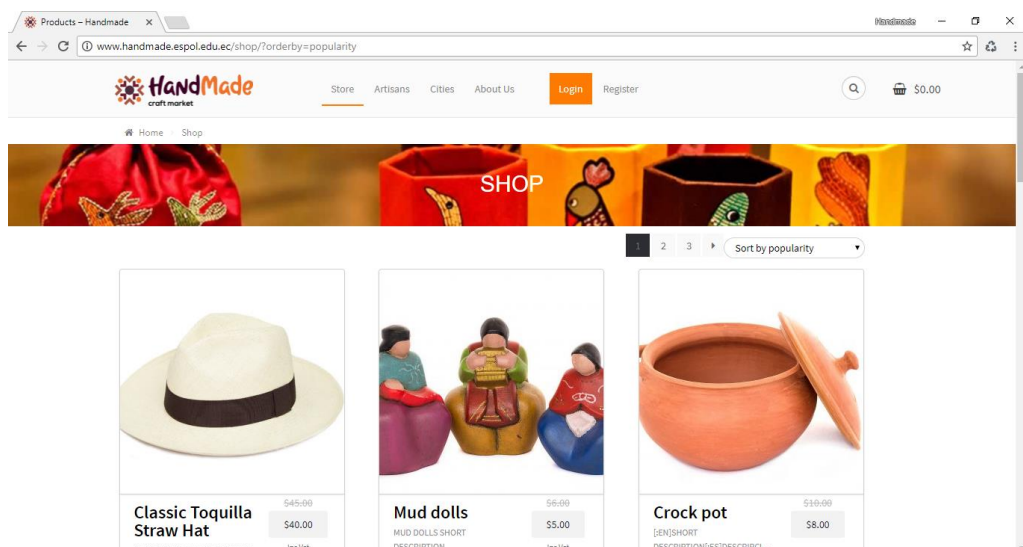 Products – Handmade
Handmade
www.handmade.espol.edu.ec/shop/?orderby=popularity
HandMade
craft market
Store Artisans Cities About Us Login Register $0.00
Home Shop
SHOP
1 2 3 Sort by popularity
Classic Toquilla
Straw Hat
$45.00
$40.00
Mud dolls
MUD DOLLS SHORT
$6.00
$5.00
Crock pot
[:EN]SHORT
$10.00
$8.00